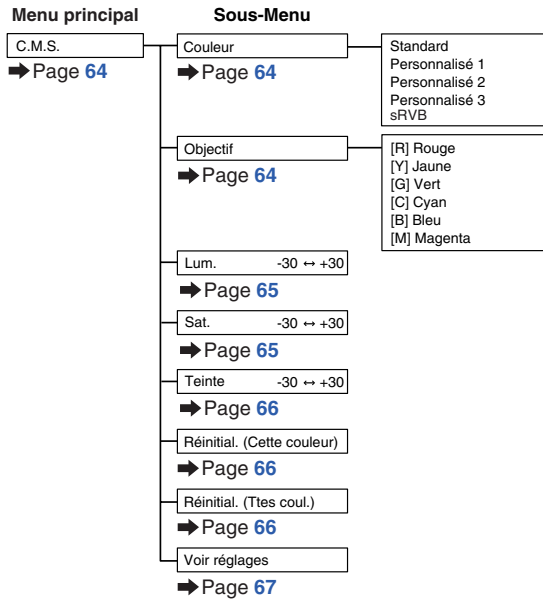 Menu principal
Sous-Menu
C.M.S.
➡Page 64
Couleur
➡Page 64
Standard
Personnalisé 1
Personnalisé 2
Personnalisé 3
sRVB
Objectif
➡Page 64
[R] Rouge
[Y] Jaune
[G] Vert
[C] Cyan
[B] Bleu
[M] Magenta
Lum. -30 ↔ +30
➡Page 65
Sat. -30 ↔ +30
➡Page 65
Teinte -30 ↔ +30
➡Page 66
Réinitial. (Cette couleur)
➡Page 66
Réinitial. (Ttes coul.)
➡Page 66
Voir réglages
➡Page 67